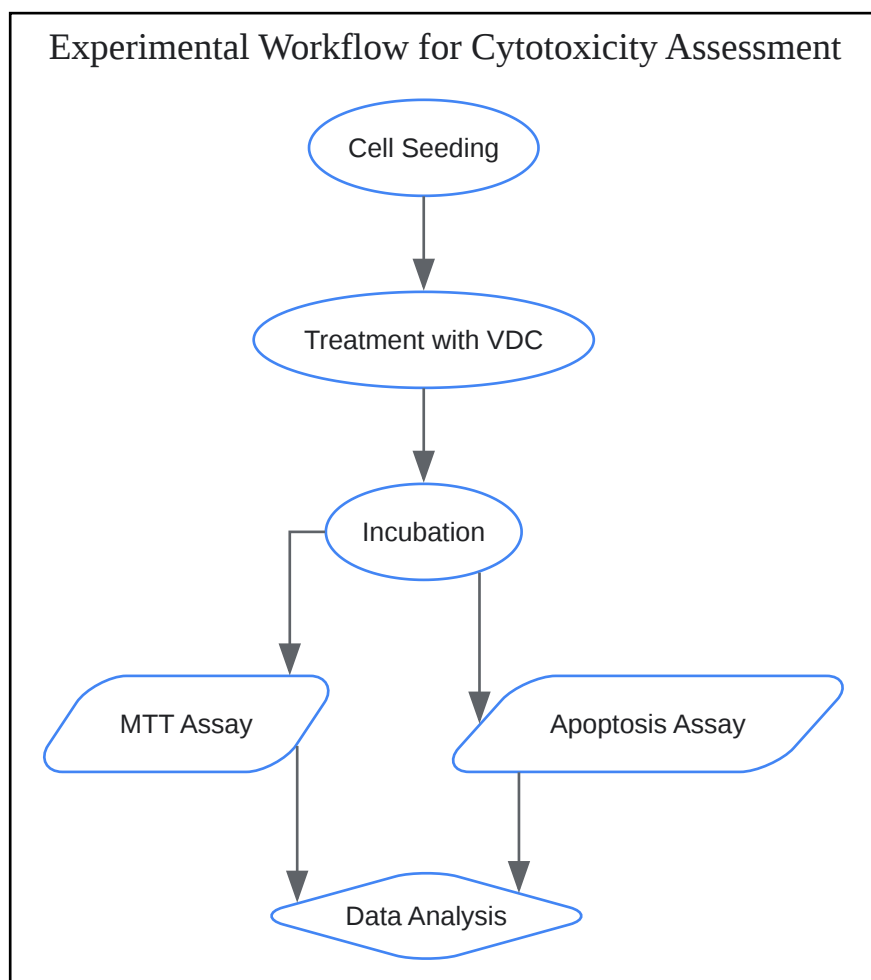 Experimental Workflow for Cytotoxicity Assessment
Cell Seeding
Treatment with VDC
Incubation
MTT Assay
Apoptosis Assay
Data Analysis